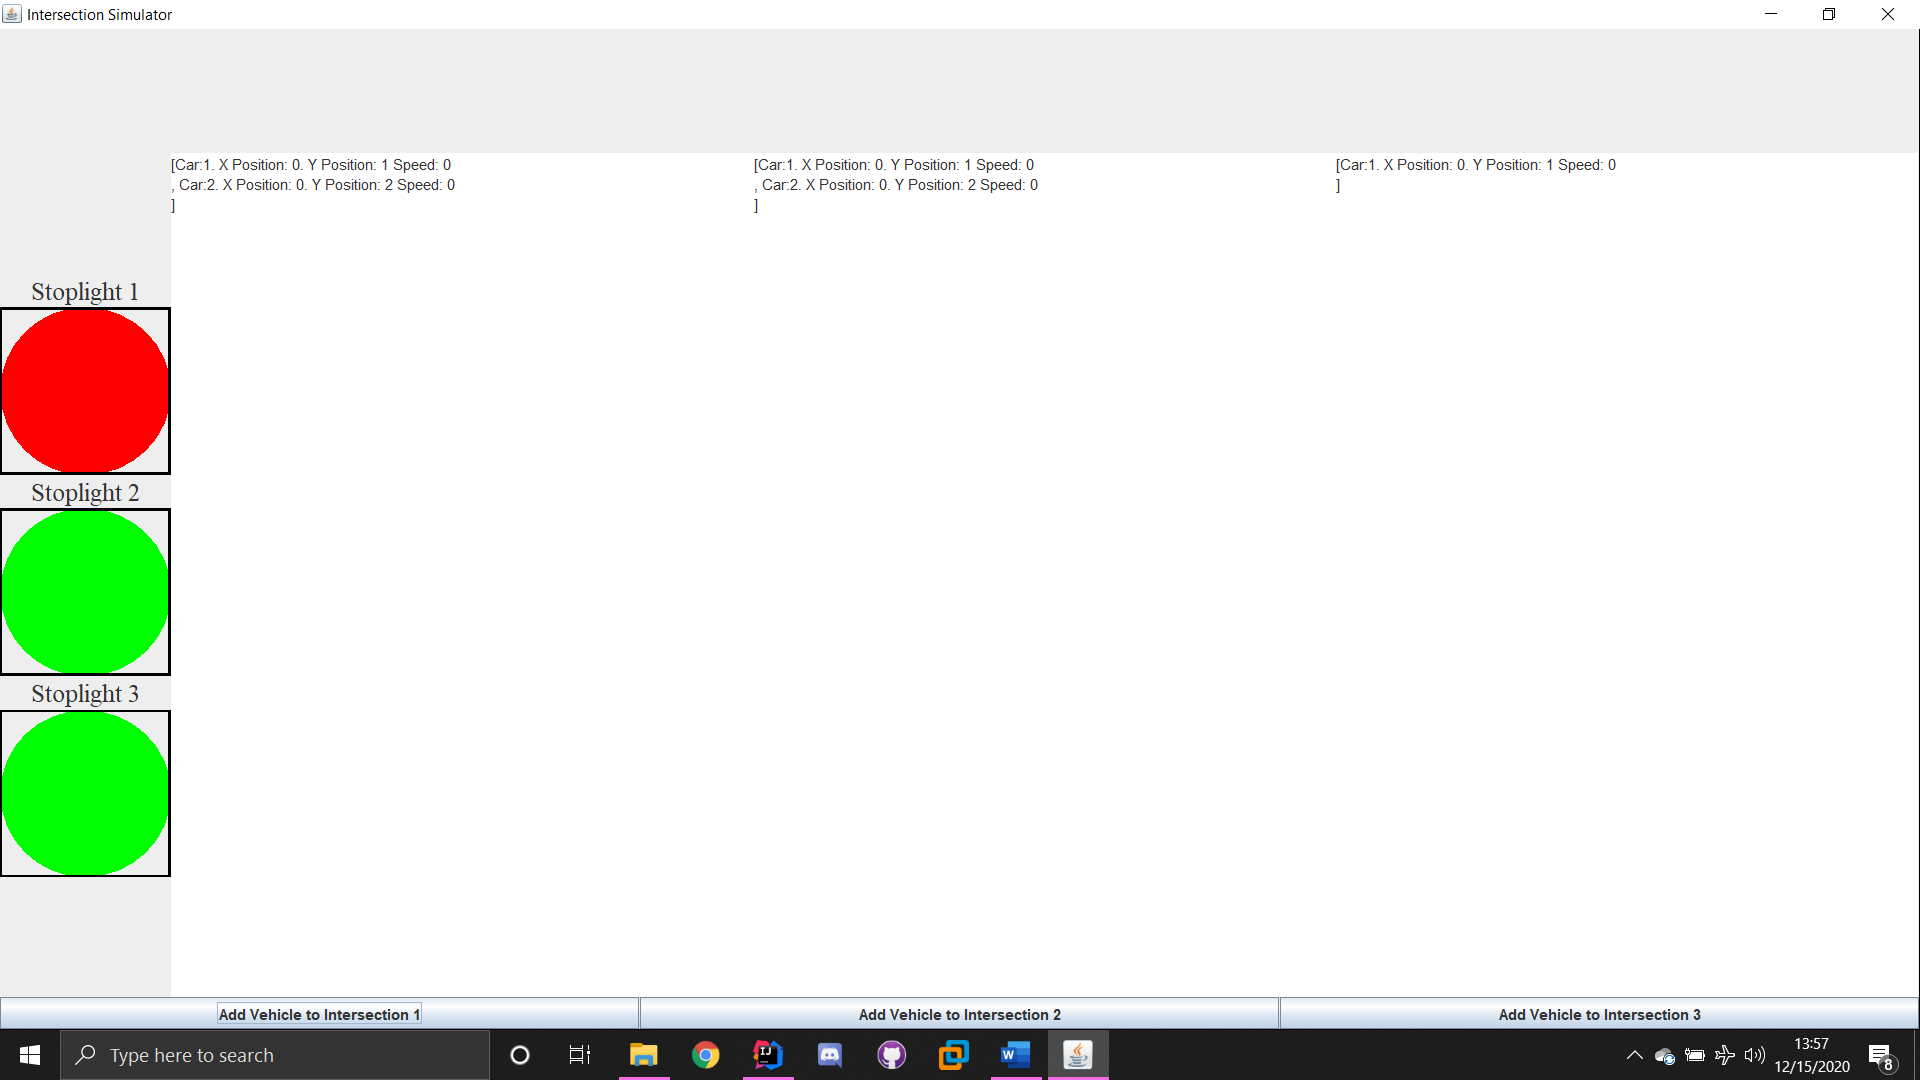 Intersection Simulator
[Car:1. X Position: 0. Y Position: 1 Speed: 0
, Car:2. X Position: 0. Y Position: 2 Speed: 0
]
[Car:1. X Position: 0. Y Position: 1 Speed: 0
, Car:2. X Position: 0. Y Position: 2 Speed: 0
]
[Car:1. X Position: 0. Y Position: 1 Speed: 0
]
Stoplight 1
Stoplight 2
Stoplight 3
Add Vehicle to Intersection 1
Add Vehicle to Intersection 2
Add Vehicle to Intersection 3
Type here to search
IJ
W
13:57
12/15/2020
8